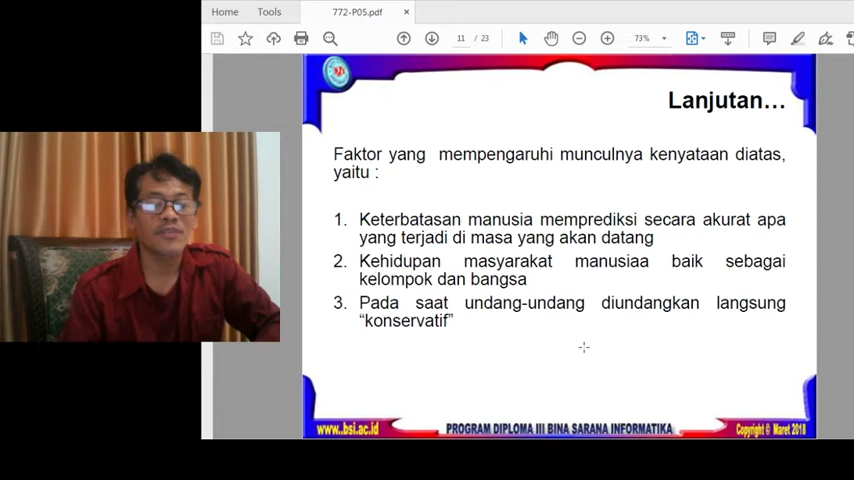 Home Tools 772-P05.pdf ×
11 / 23 73%
Lanjutan...
Faktor yang mempengaruhi munculnya kenyataan diatas,
yaitu :
1. Keterbatasan manusia memprediksi secara akurat apa
yang terjadi di masa yang akan datang
2. Kehidupan masyarakat manusiaa baik sebagai
kelompok dan bangsa
3. Pada saat undang-undang diundangkan langsung
“konservatif”
www..bsi.ac.id PROGRAM DIPLOMA III BINA SARANA INFORMATIKA Copyright © Maret 2018